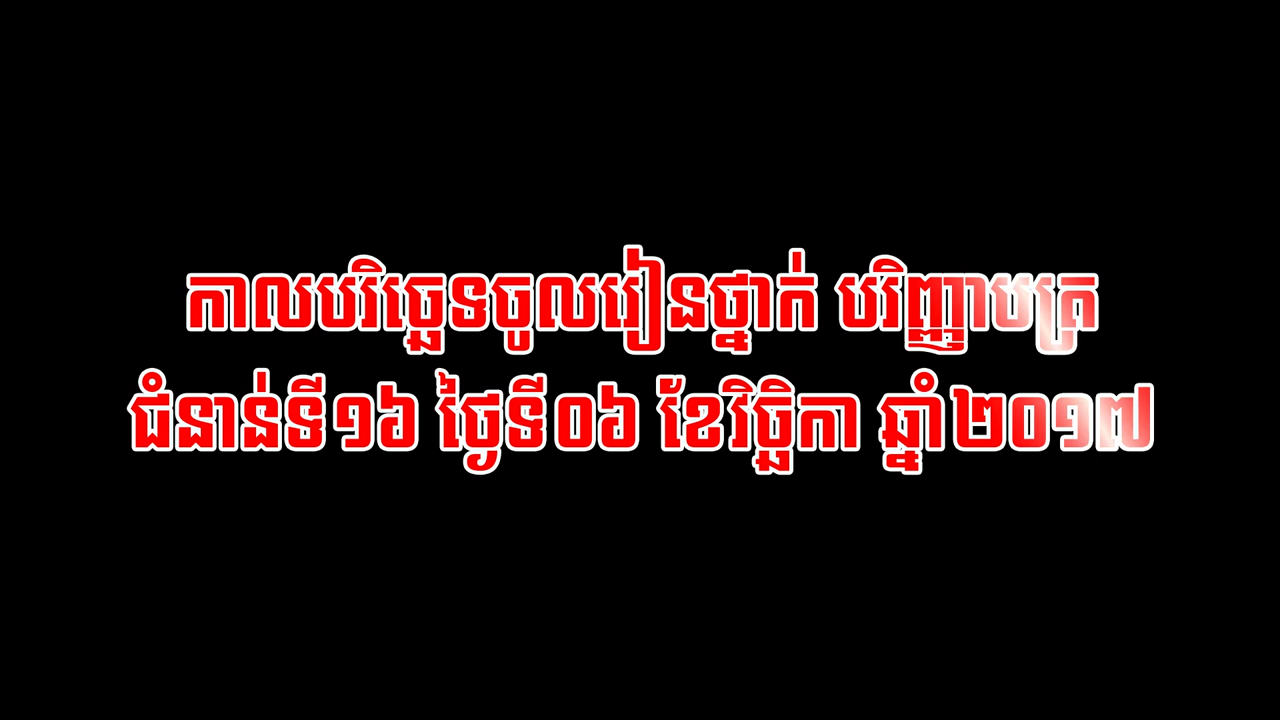 កាលបរិច្ឆេទចូលរៀនថ្នាក់ បរិញ្ញាបត្រ
ជំនាន់ទី១៦ ថ្ងៃទី០៦ ខែវិច្ឆិកា ឆ្នាំ២០១៧